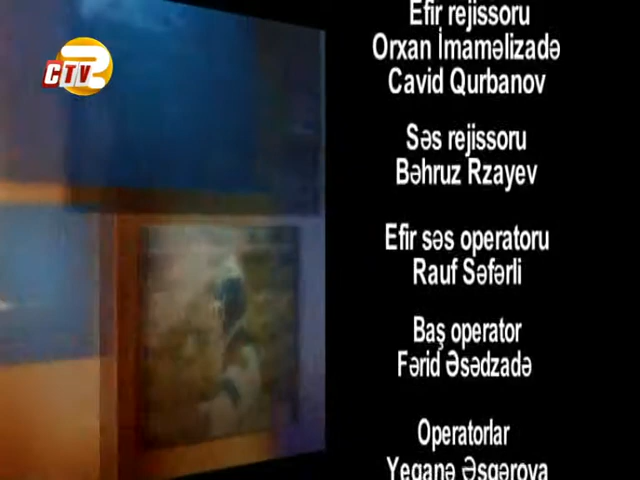 CTV
Efir rejissoru
Orxan İmaməlizadə
Cavid Qurbanov
Səs rejissoru
Bəhruz Rzayev
Efir səs operatoru
Rauf Səfərli
Baş operator
Fərid Əsədzadə
Operatorlar
Yeganə Əsgərova